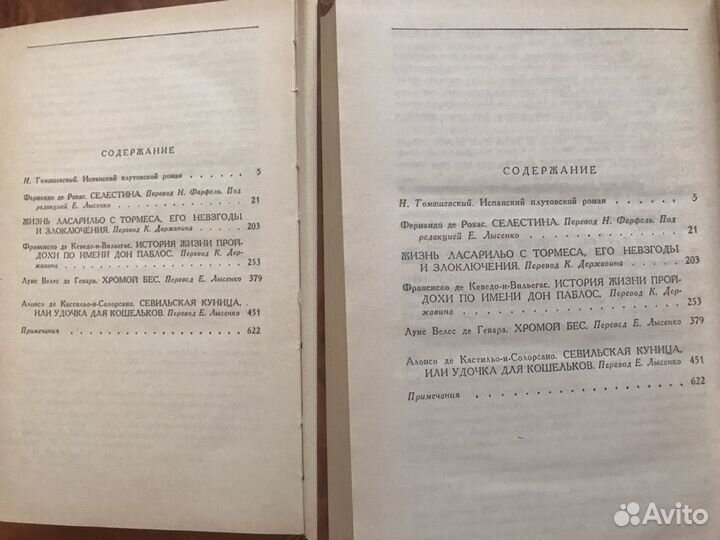 СОДЕРЖАНИЕ
Н. Томашевский. Испанский плутовской роман . . . . . . 5
Фернандо де Рохас. СЕЛЕСТИНА. Перевод Н. Фарфель. Под
редакцией Е. Лысенко . . . . . . . . . . 21
ЖИЗНЬ ЛАСАРИЛЬО С ТОРМЕСА, ЕГО НЕВЗГОДЫ
И ЗЛОКЛЮЧЕНИЯ. Перевод К. Державина . . . . 203
Франсиско де Кеведо-и-Вильегас. ИСТОРИЯ ЖИЗНИ ПРОЙ-
ДОХИ ПО ИМЕНИ ДОН ПАБЛОС. Перевод К. Дер-
жавина . . . . . . . . . . 253
Луис Велес де Гевара. ХРОМОЙ БЕС. Перевод Е. Лысенко 379
Алонсо де Кастильо-и-Солорсано. СЕВИЛЬСКАЯ КУНИЦА,
ИЛИ УДОЧКА ДЛЯ КОШЕЛЬКОВ. Перевод Е. Лысенко 451
Примечания . . . . . . . . . . 622
СОДЕРЖАНИЕ
Н. Томашевский. Испанский плутовской роман . . . . . . 5
Фернандо де Рохас. СЕЛЕСТИНА. Перевод Н. Фарфель. Под
редакцией Е. Лысенко . . . . . . . . . . 21
ЖИЗНЬ ЛАСАРИЛЬО С ТОРМЕСА, ЕГО НЕВЗГОДЫ
И ЗЛОКЛЮЧЕНИЯ. Перевод К. Державина . . . . 203
Франсиско де Кеведо-и-Вильегас. ИСТОРИЯ ЖИЗНИ ПРОЙ-
ДОХИ ПО ИМЕНИ ДОН ПАБЛОС. Перевод К. Дер-
жавина . . . . . . . . . . 253
Луис Велес де Гевара. ХРОМОЙ БЕС. Перевод Е. Лысенко 379
Алонсо де Кастильо-и-Солорсано. СЕВИЛЬСКАЯ КУНИЦА,
ИЛИ УДОЧКА ДЛЯ КОШЕЛЬКОВ. Перевод Е. Лысенко 451
Примечания . . . . . . . . . . 622
Avito